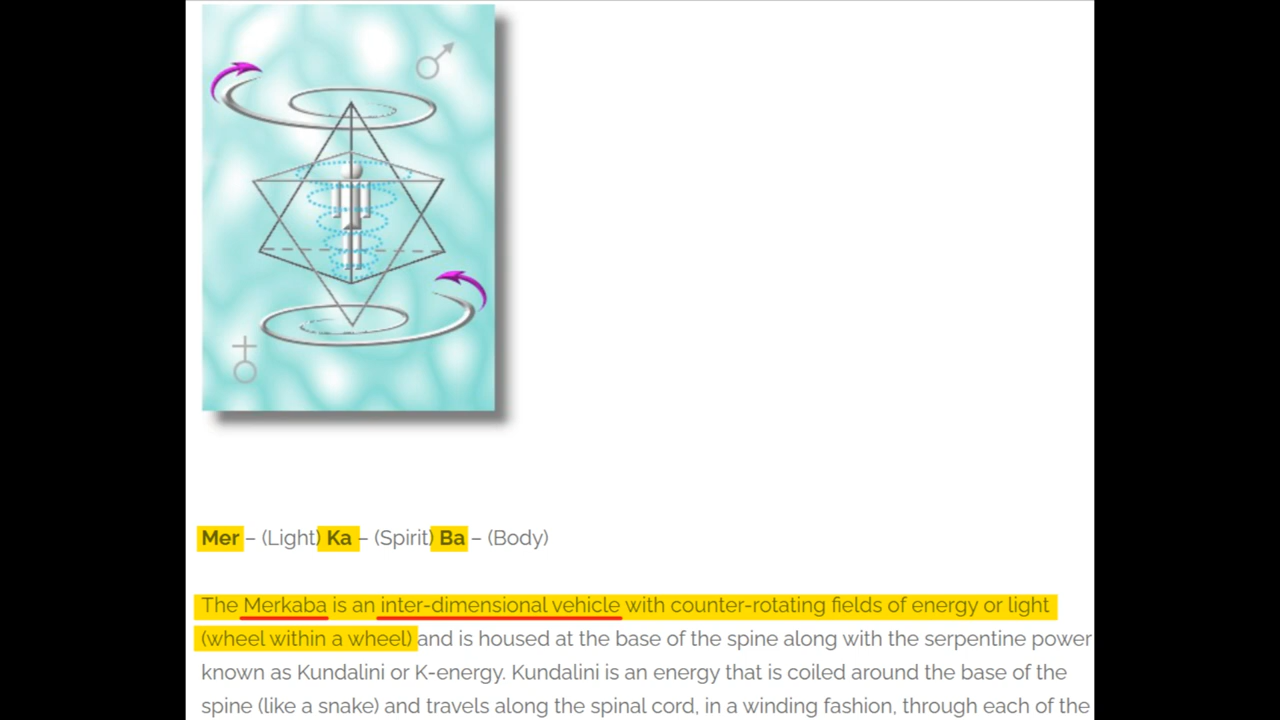 Mer – (Light) Ka – (Spirit) Ba – (Body)
The Merkaba is an inter-dimensional vehicle with counter-rotating fields of energy or light
(wheel within a wheel) and is housed at the base of the spine along with the serpentine power
known as Kundalini or K-energy. Kundalini is an energy that is coiled around the base of the
spine (like a snake) and travels along the spinal cord, in a winding fashion, through each of the